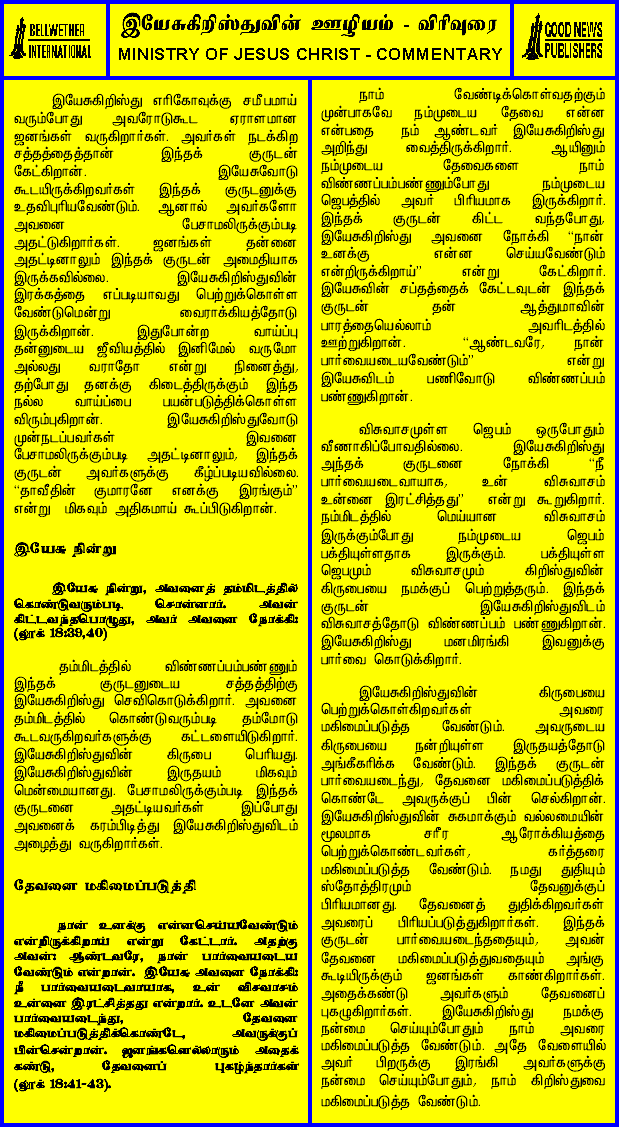 BELLWETHER
INTERNATIONAL
இயேசுகிறிஸ்துவின் ஊழியம் - விரிவுரை
MINISTRY OF JESUS CHRIST - COMMENTARY
GOOD NEWS
PUBLISHERS
இயேசுகிறிஸ்து எரிகோவுக்கு சமீபமாய்
வரும்போது அவரோடுகூட ஏராளமான
ஜனங்கள் வருகிறார்கள். அவர்கள் நடக்கிற
சத்தத்தைத்தான் இந்தக் குருடன்
கேட்கிறான். இயேசுவோடு
கூடயிருக்கிறவர்கள் இந்தக் குருடனுக்கு
உதவிபுரியவேண்டும். ஆனால் அவர்களோ
அவனை பேசாமலிருக்கும்படி
அதட்டுகிறார்கள். ஜனங்கள் தன்னை
அதட்டினாலும் இந்தக் குருடன் அமைதியாக
இருக்கவில்லை. இயேசுகிறிஸ்துவின்
இரக்கத்தை எப்படியாவது பெற்றுக்கொள்ள
வேண்டுமென்று வைராக்கியத்தோடு
இருக்கிறான். இதுபோன்ற வாய்ப்பு
தன்னுடைய ஜீவியத்தில் இனிமேல் வருமோ
அல்லது வராதோ என்று நினைத்து,
தற்போது தனக்கு கிடைத்திருக்கும் இந்த
நல்ல வாய்ப்பை பயன்படுத்திக்கொள்ள
விரும்புகிறான். இயேசுகிறிஸ்துவோடு
முன்நடப்பவர்கள் இவனை
பேசாமலிருக்கும்படி அதட்டினாலும், இந்தக்
குருடன் அவர்களுக்கு கீழ்ப்படியவில்லை.
“தாவீதின் குமாரனே எனக்கு இரங்கும்”
என்று மிகவும் அதிகமாய் கூப்பிடுகிறான்.
இயேசு நின்று
இயேசு நின்று, அவனைத் தம்மிடத்தில்
கொண்டுவரும்படி சொன்னார். அவன்
கிட்டவந்தபொழுது, அவர் அவனை நோக்கி:
(லூக் 18:39,40)
தம்மிடத்தில் விண்ணப்பம்பண்ணும்
இந்தக் குருடனுடைய சத்தத்திற்கு
இயேசுகிறிஸ்து செவிகொடுக்கிறார். அவனை
தம்மிடத்தில் கொண்டுவரும்படி தம்மோடு
கூடவருகிறவர்களுக்கு கட்டளையிடுகிறார்.
இயேசுகிறிஸ்துவின் கிருபை பெரியது.
இயேசுகிறிஸ்துவின் இருதயம் மிகவும்
மென்மையானது. பேசாமலிருக்கும்படி இந்தக்
குருடனை அதட்டியவர்கள் இப்போது
அவனைக் கரம்பிடித்து இயேசுகிறிஸ்துவிடம்
அழைத்து வருகிறார்கள்.
தேவனை மகிமைப்படுத்தி
நான் உனக்கு என்னசெய்யவேண்டும்
என்றிருக்கிறாய் என்று கேட்டார். அதற்கு
அவன்: ஆண்டவரே, நான் பார்வையடைய
வேண்டும் என்றான். இயேசு அவனை நோக்கி:
நீ பார்வையடைவாயாக, உன் விசுவாசம்
உன்னை இரட்சித்தது என்றார். உடனே அவன்
பார்வையடைந்து, தேவனை
மகிமைப்படுத்திக்கொண்டே, அவருக்குப்
பின்சென்றான். ஜனங்களெல்லாரும் அதைக்
கண்டு, தேவனைப் புகழ்ந்தார்கள்
(லூக் 18:41-43).
நாம் வேண்டிக்கொள்வதற்கும்
முன்பாகவே நம்முடைய தேவை என்ன
என்பதை நம் ஆண்டவர் இயேசுகிறிஸ்து
அறிந்து வைத்திருக்கிறார். ஆயினும்
நம்முடைய தேவைகளை நாம்
விண்ணப்பம்பண்ணும்போது நம்முடைய
ஜெபத்தில் அவர் பிரியமாக இருக்கிறார்.
இந்தக் குருடன் கிட்ட வந்தபோது,
இயேசுகிறிஸ்து அவனை நோக்கி “நான்
உனக்கு என்ன செய்யவேண்டும்
என்றிருக்கிறாய்” என்று கேட்கிறார்.
இயேசுவின் சப்தத்தைக் கேட்டவுடன் இந்தக்
குருடன் தன் ஆத்துமாவின்
பாரத்தையெல்லாம் அவரிடத்தில்
ஊற்றுகிறான். “ஆண்டவரே, நான்
பார்வையடையவேண்டும்” என்று
இயேசுவிடம் பணிவோடு விண்ணப்பம்
பண்ணுகிறான்.
விசுவாசமுள்ள ஜெபம் ஒருபோதும்
வீணாகிப்போவதில்லை. இயேசுகிறிஸ்து
அந்தக் குருடனை நோக்கி “நீ
பார்வையடைவாயாக, உன் விசுவாசம்
உன்னை இரட்சித்தது” என்று கூறுகிறார்.
நம்மிடத்தில் மெய்யான விசுவாசம்
இருக்கும்போது நம்முடைய ஜெபம்
பக்தியுள்ளதாக இருக்கும். பக்தியுள்ள
ஜெபமும் விசுவாசமும் கிறிஸ்துவின்
கிருபையை நமக்குப் பெற்றுத்தரும். இந்தக்
குருடன் இயேசுகிறிஸ்துவிடம்
விசுவாசத்தோடு விண்ணப்பம் பண்ணுகிறான்.
இயேசுகிறிஸ்து மனமிரங்கி இவனுக்கு
பார்வை கொடுக்கிறார்.
இயேசுகிறிஸ்துவின் கிருபையை
பெற்றுக்கொள்கிறவர்கள் அவரை
மகிமைப்படுத்த வேண்டும். அவருடைய
கிருபையை நன்றியுள்ள இருதயத்தோடு
அங்கீகரிக்க வேண்டும். இந்தக் குருடன்
பார்வையடைந்து, தேவனை மகிமைப்படுத்திக்
கொண்டே அவருக்குப் பின் செல்கிறான்.
இயேசுகிறிஸ்துவின் சுகமாக்கும் வல்லமையின்
மூலமாக சரீர ஆரோக்கியத்தை
பெற்றுக்கொண்டவர்கள், கர்த்தரை
மகிமைப்படுத்த வேண்டும். நமது துதியும்
ஸ்தோத்திரமும் தேவனுக்குப்
பிரியமானது. தேவனைத் துதிக்கிறவர்கள்
அவரைப் பிரியப்படுத்துகிறார்கள். இந்தக்
குருடன் பார்வையடைந்ததையும், அவன்
தேவனை மகிமைப்படுத்துவதையும் அங்கு
கூடியிருக்கும் ஜனங்கள் காண்கிறார்கள்.
அதைக்கண்டு அவர்களும் தேவனைப்
புகழுகிறார்கள். இயேசுகிறிஸ்து நமக்கு
நன்மை செய்யும்போதும் நாம் அவரை
மகிமைப்படுத்த வேண்டும். அதே வேளையில்
அவர் பிறருக்கு இரங்கி அவர்களுக்கு
நன்மை செய்யும்போதும், நாம் கிறிஸ்துவை
மகிமைப்படுத்த வேண்டும்.